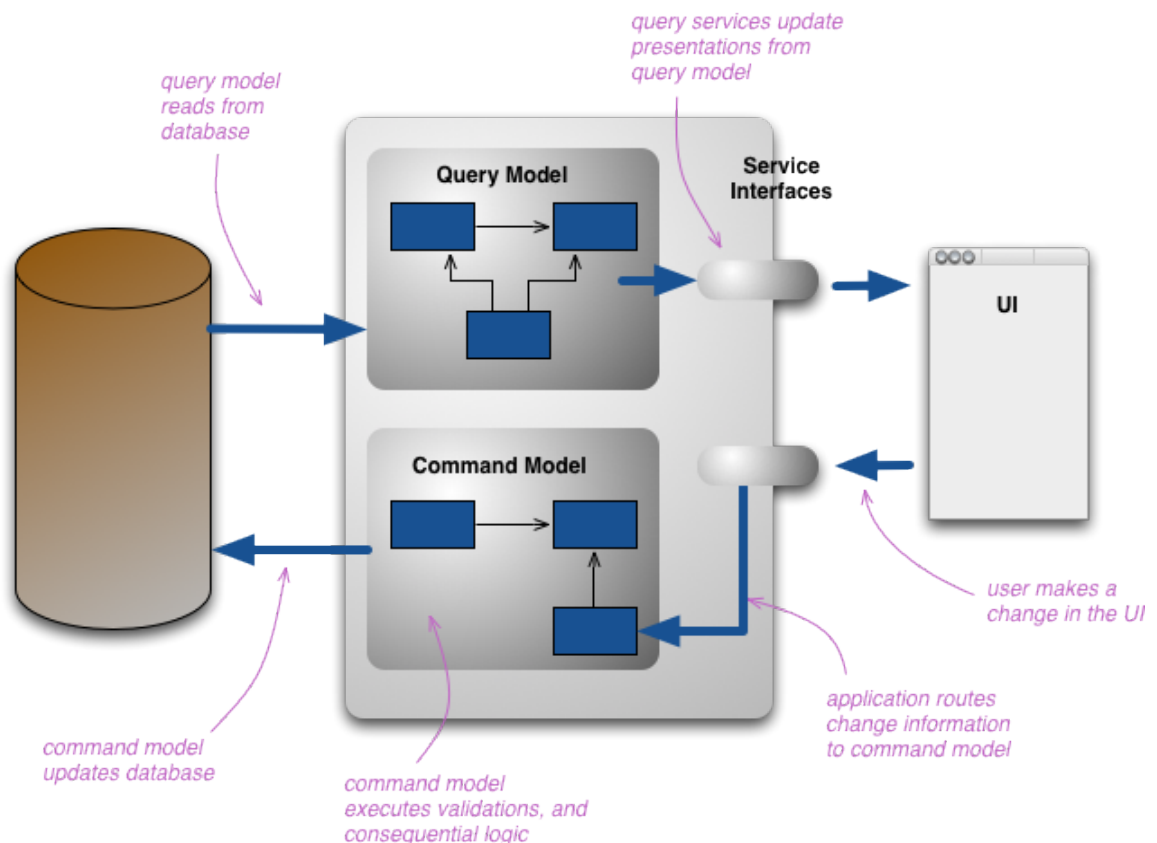 query services update
presentations from
query model
query model
reads from
database
Query Model
Service
Interfaces
UI
Command Model
user makes a
change in the UI
application routes
change information
to command model
command model
updates database
command model
executes validations, and
consequential logic